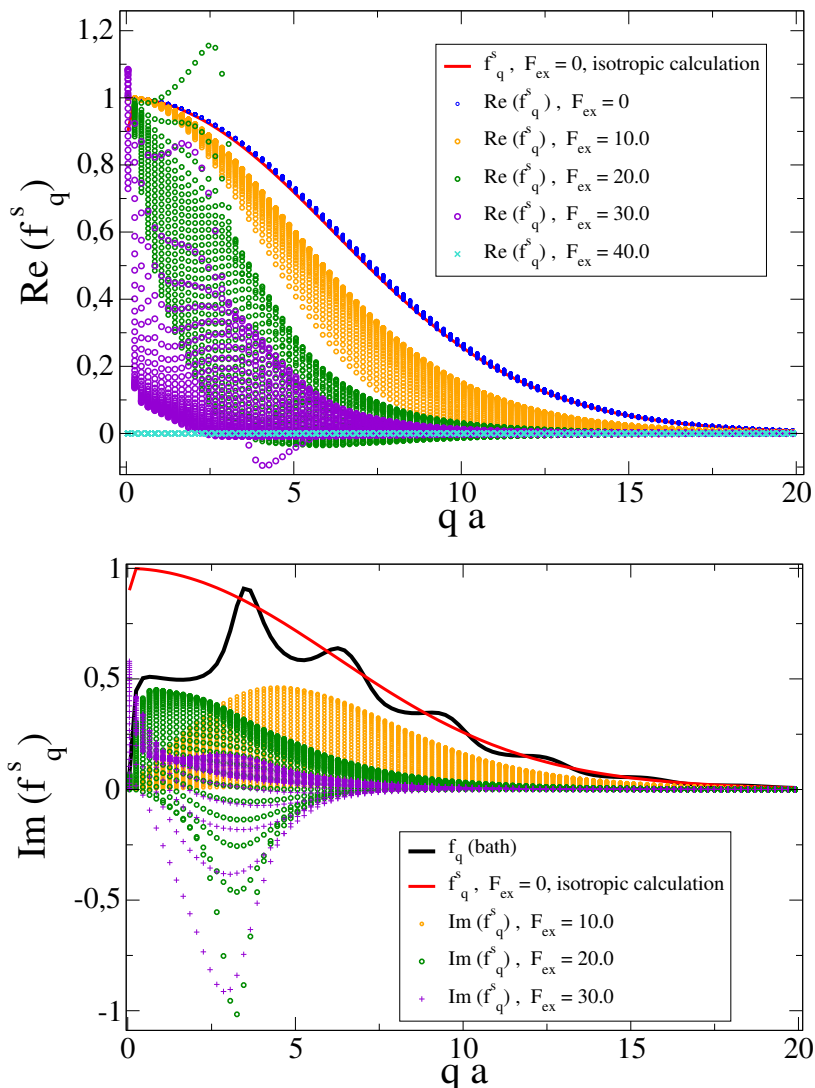 1,2
1
0,8
0,6
0,4
0,2
0
Re (f^s_q)
f^s_q , F_ex = 0, isotropic calculation
Re (f^s_q) , F_ex = 0
Re (f^s_q) , F_ex = 10.0
Re (f^s_q) , F_ex = 20.0
Re (f^s_q) , F_ex = 30.0
Re (f^s_q) , F_ex = 40.0
0 5 10 15 20
q a
1
0,5
0
-0,5
-1
Im (f^s_q)
f_q (bath)
f^s_q , F_ex = 0, isotropic calculation
Im (f^s_q) , F_ex = 10.0
Im (f^s_q) , F_ex = 20.0
Im (f^s_q) , F_ex = 30.0
0 5 10 15 20
q a